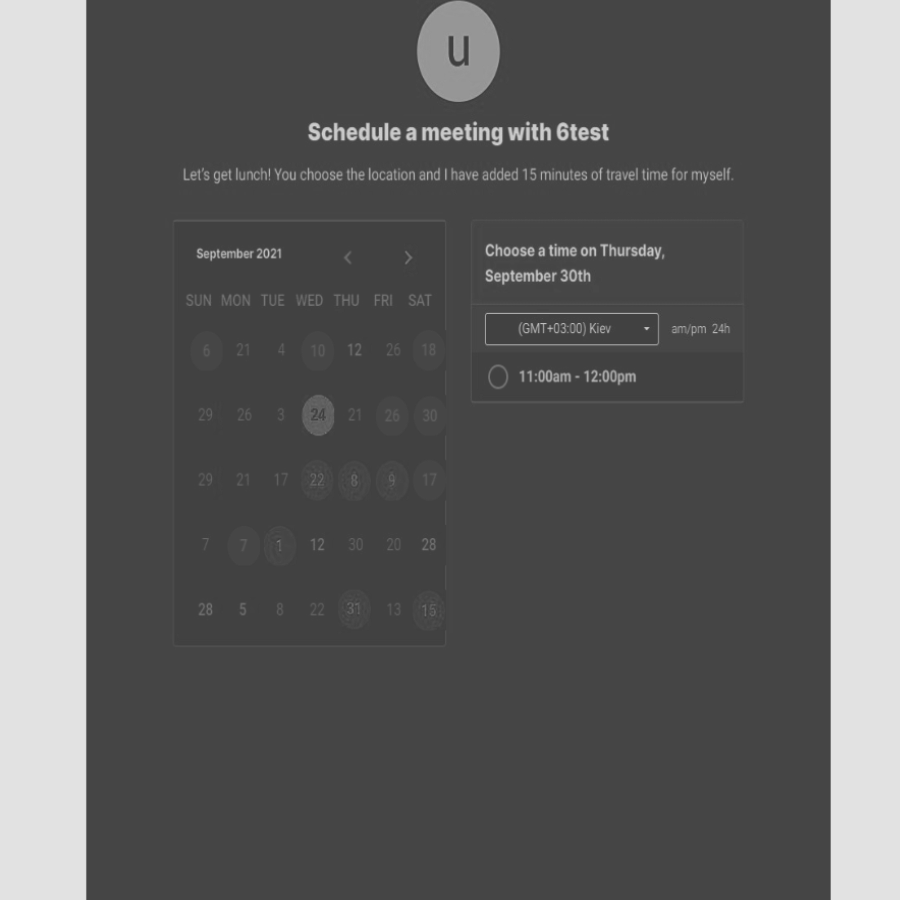 u
Schedule a meeting with 6test
Let's get lunch! You choose the location and I have added 15 minutes of travel time for myself.
September 2021
SUN MON TUE WED THU FRI SAT
6 21 4 10 12 26 18
29 26 3 24 21 26 30
29 21 17 22 8 9 17
7 7 1 12 30 20 28
28 5 8 22 31 13 15
Choose a time on Thursday,
September 30th
(GMT+03:00) Kiev am/pm 24h
11:00am - 12:00pm